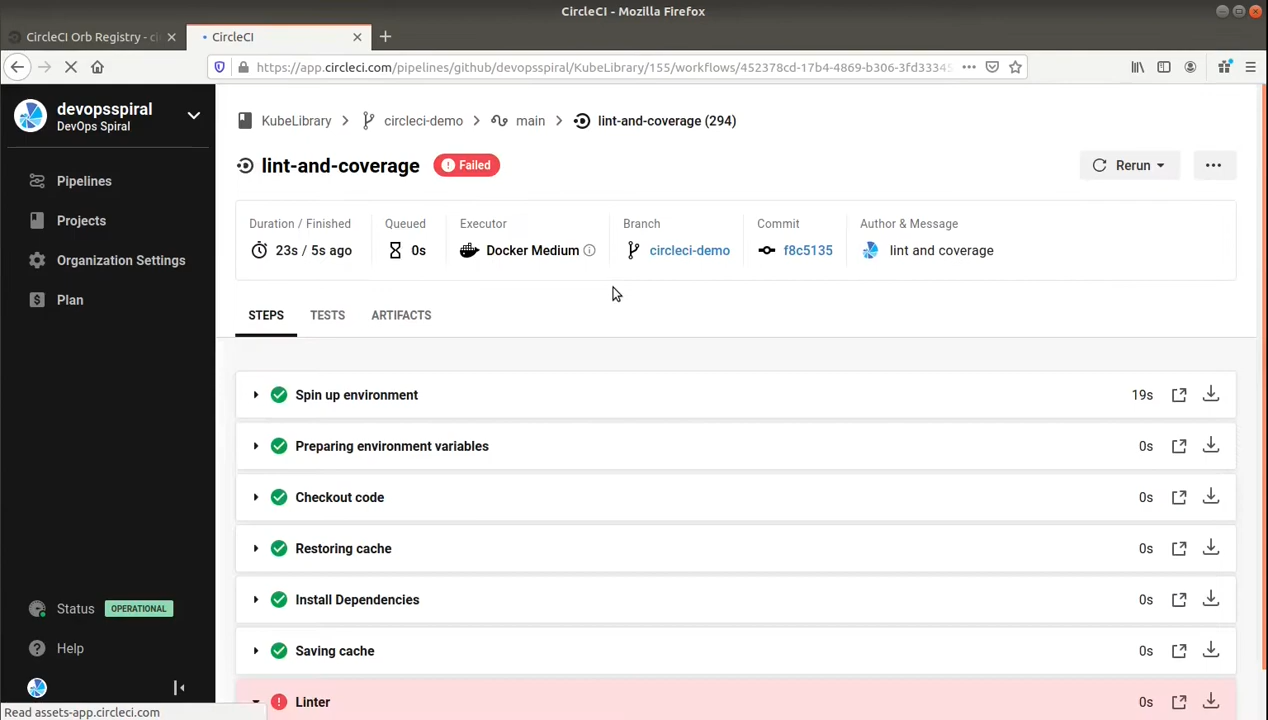 CircleCI - Mozilla Firefox
CircleCI Orb Registry - ci
CircleCI
https://app.circleci.com/pipelines/github/devopsspiral/KubeLibrary/155/workflows/452378cd-17b4-4869-b306-3fd33345
devopsspiral
DevOps Spiral
Pipelines
Projects
Organization Settings
Plan
Status OPERATIONAL
Help
Read assets-app.circleci.com
KubeLibrary circleci-demo main lint-and-coverage (294)
lint-and-coverage Failed
Rerun
Duration / Finished Queued Executor Branch Commit Author & Message
23s / 5s ago 0s Docker Medium circleci-demo f8c5135 lint and coverage
STEPS TESTS ARTIFACTS
Spin up environment 19s
Preparing environment variables 0s
Checkout code 0s
Restoring cache 0s
Install Dependencies 0s
Saving cache 0s
Linter 0s